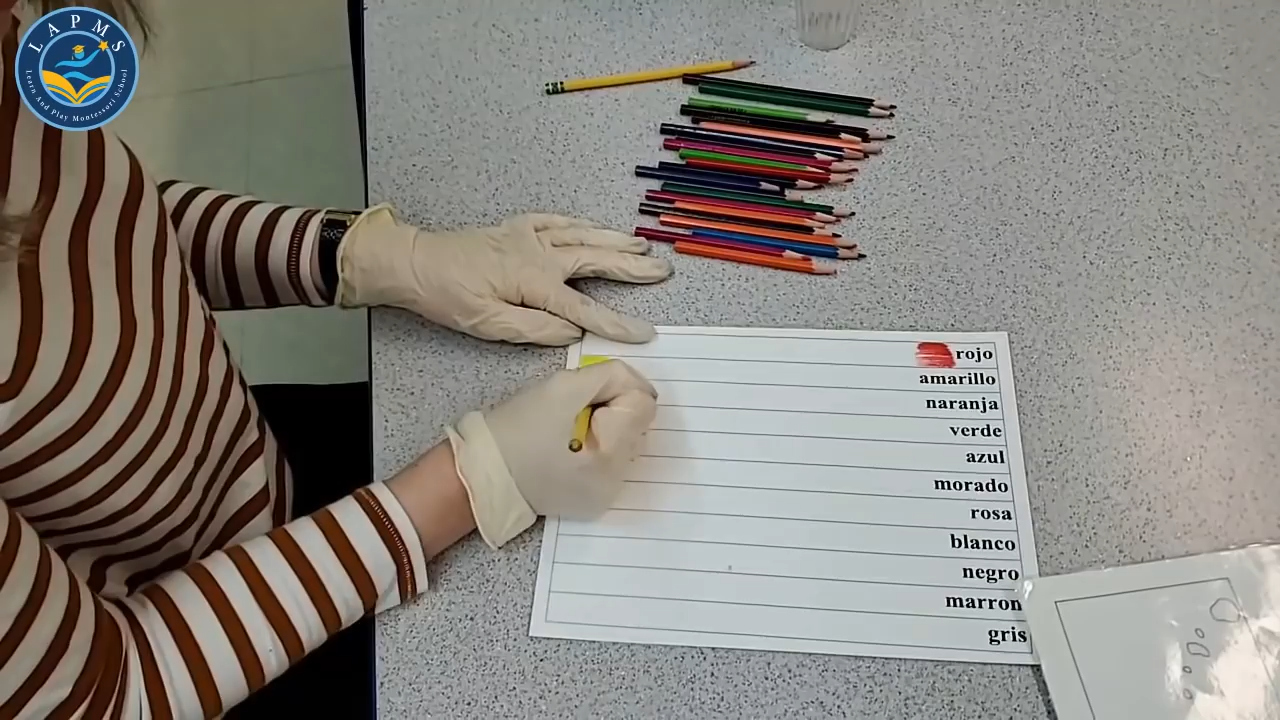 LAPMS
Learn And Play Montessori School
rojo
amarillo
naranja
verde
azul
morado
rosa
blanco
negro
marron
gris